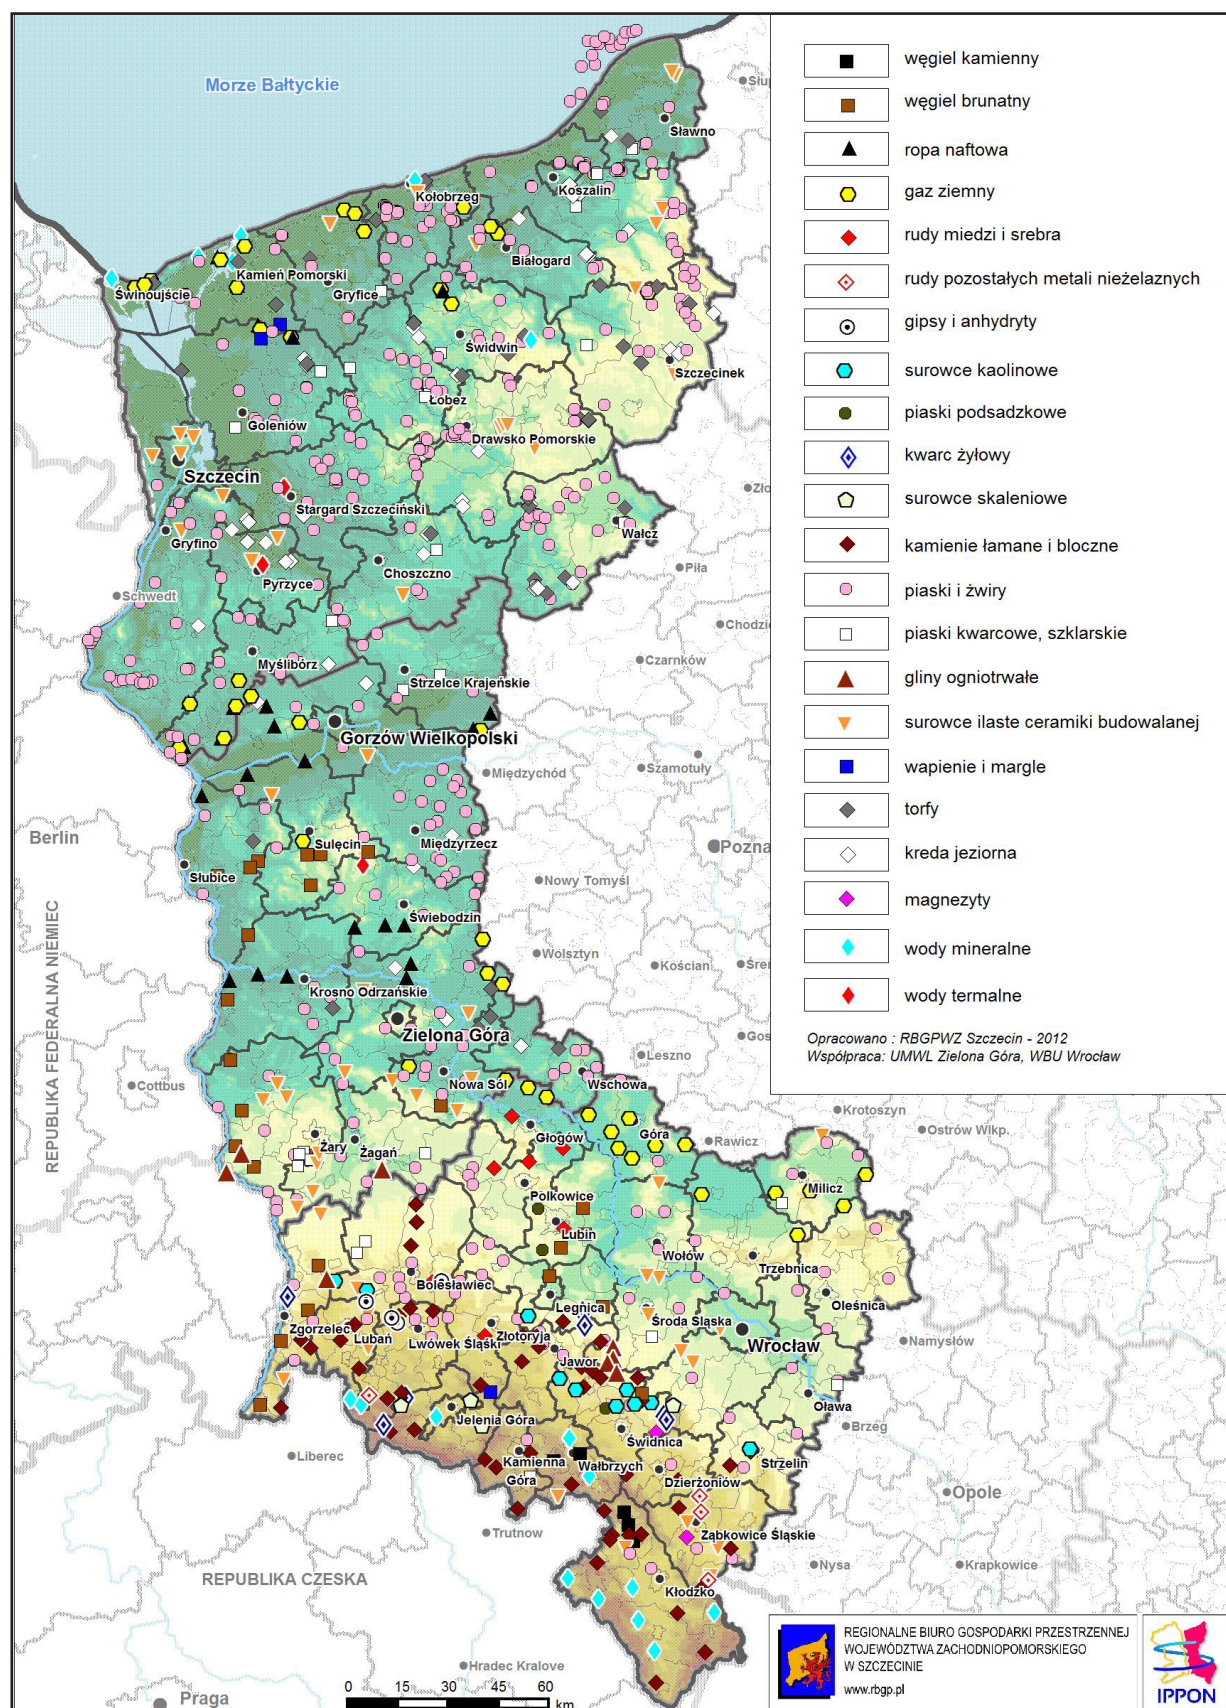 Morze Bałtyckie
Słup
Sławno
Kołobrzeg
Koszalin
Kamień Pomorski
Białogard
Świnoujście
Gryfice
Świdwin
Szczecinek
Łobez
Goleniów
Drawsko Pomorskie
Szczecin
Zło
Stargard Szczeciński
Gryfino
Wałcz
Choszczno
Piła
Pyrzyce
Schwedt
Chodzie
Czarnków
Myślibórz
Strzelce Krajeńskie
Gorzów Wielkopolski
Międzychód
Szamotuły
Berlin
Sulęcin
Międzyrzecz
Pozna
Słubice
Nowy Tomyśl
Świebodzin
Wolsztyn
Kościan
Śrem
Krosno Odrzańskie
REPUBLIKA FEDERALNA NIEMIEC
Zielona Góra
Gos
Leszno
Cottbus
Nowa Sól
Wschowa
Krotoszyn
Ostrów Wlkp.
Głogów
Góra
Rawicz
Żary
Żagań
Milicz
Polkowice
Lubin
Wołów
Trzebnica
Bolesławiec
Oleśnica
Legnica
Zgorzelec
Lubań
Złotoryja
Środa Śląska
Lwówek Śląski
Wrocław
Namysłów
Jawor
Oława
Jelenia Góra
Brzeg
Świdnica
Liberec
Kamienna
Góra
Wałbrzych
Strzelin
Dzierżoniów
Opole
Trutnow
Ząbkowice Śląskie
Nysa
Krapkowice
REPUBLIKA CZESKA
Kłodzko
Hradec Kralove
Praga
0 15 30 45 60
km
węgiel kamienny
węgiel brunatny
ropa naftowa
gaz ziemny
rudy miedzi i srebra
rudy pozostałych metali nieżelaznych
gipsy i anhydryty
surowce kaolinowe
piaski podsadzkowe
kwarc żyłowy
surowce skaleniowe
kamienie łamane i bloczne
piaski i żwiry
piaski kwarcowe, szklarskie
gliny ogniotrwałe
surowce ilaste ceramiki budowalanej
wapienie i margle
torfy
kreda jeziorna
magnezyty
wody mineralne
wody termalne
Opracowano : RBGPWZ Szczecin - 2012
Współpraca: UMWL Zielona Góra, WBU Wrocław
REGIONALNE BIURO GOSPODARKI PRZESTRZENNEJ
WOJEWÓDZTWA ZACHODNIOPOMORSKIEGO
W SZCZECINIE
www.rbgp.pl
IPPON